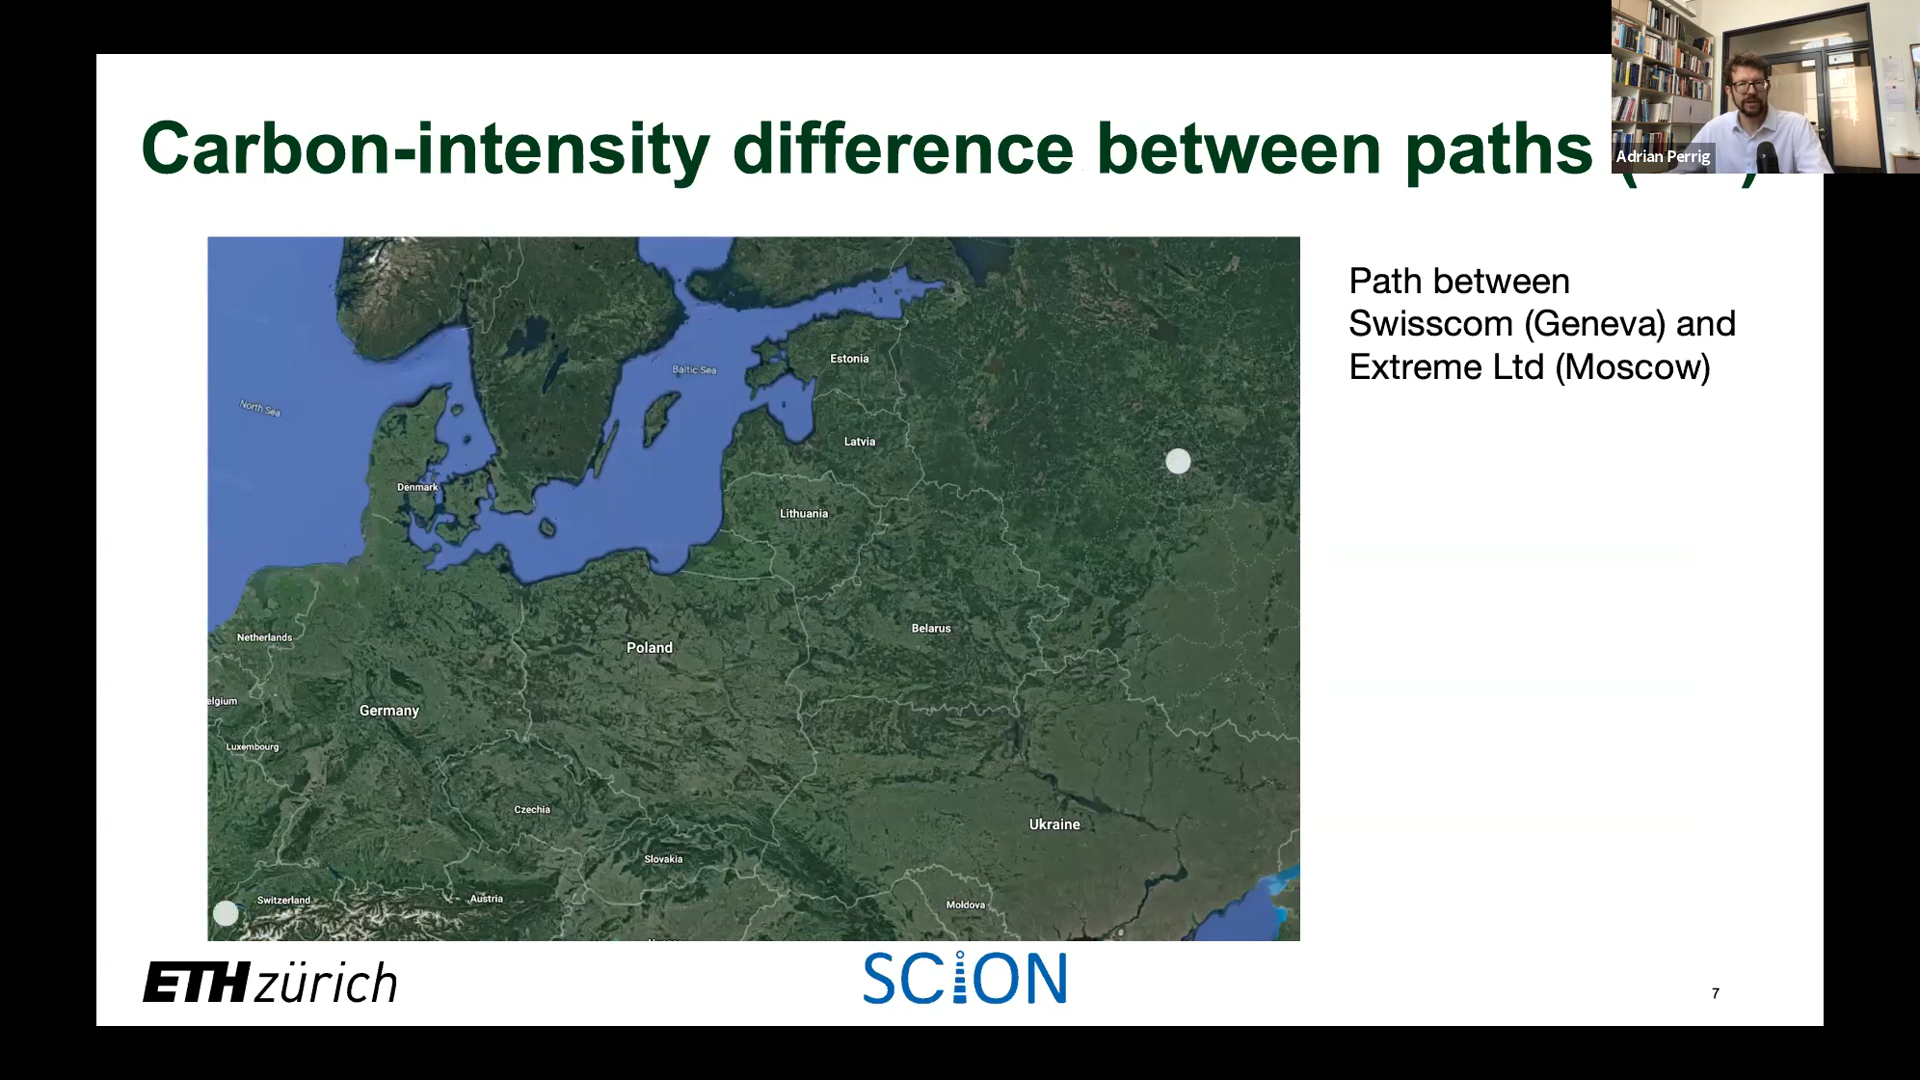 Carbon-intensity difference between paths
Adrian Perrig
Path between
Swisscom (Geneva) and
Extreme Ltd (Moscow)
North Sea
Baltic Sea
Estonia
Latvia
Denmark
Lithuania
Netherlands
Belarus
Poland
elgium
Germany
Luxembourg
Czechia
Ukraine
Slovakia
Switzerland
Austria
Moldova
ETH zürich
SCION
7